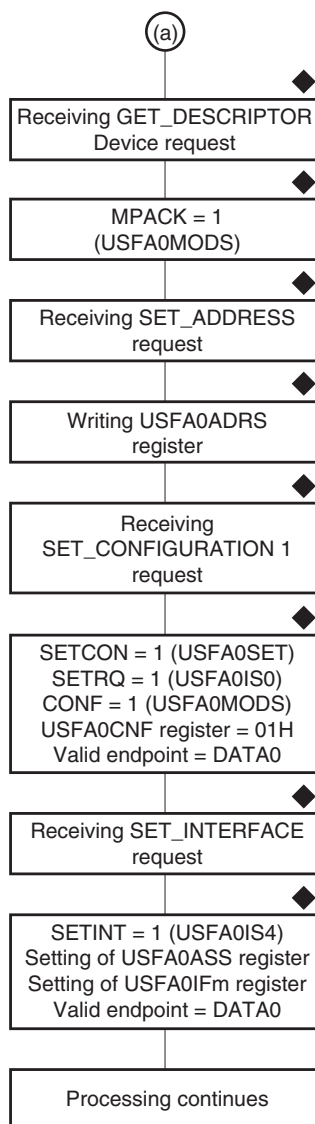 (a)
Receiving GET_DESCRIPTOR
Device request
MPACK = 1
(USFA0MODS)
Receiving SET_ADDRESS
request
Writing USFA0ADRS
register
Receiving
SET_CONFIGURATION 1
request
SETCON = 1 (USFA0SET)
SETRQ = 1 (USFA0IS0)
CONF = 1 (USFA0MODS)
USFA0CNF register = 01H
Valid endpoint = DATA0
Receiving SET_INTERFACE
request
SETINT = 1 (USFA0IS4)
Setting of USFA0ASS register
Setting of USFA0IFm register
Valid endpoint = DATA0
Processing continues